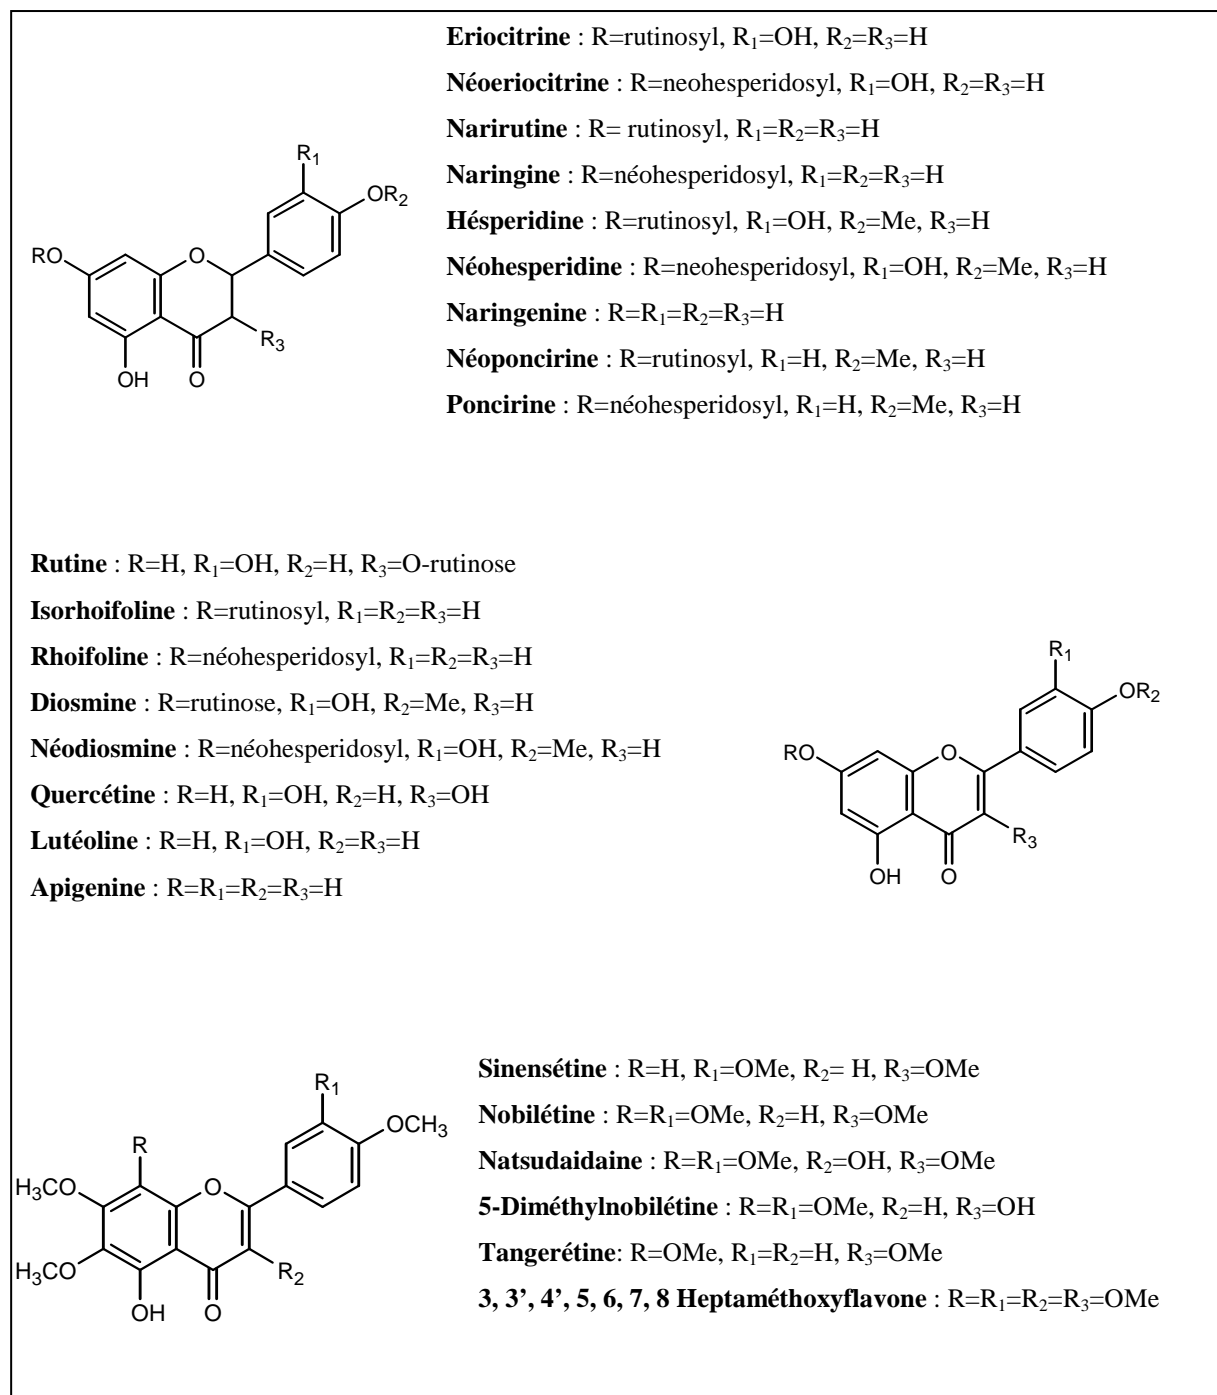 Eriocitrine : R=rutinosyl, R₁=OH, R₂=R₃=H
Néoeriocitrine : R=neohesperidosyl, R₁=OH, R₂=R₃=H
Narirutine : R= rutinosyl, R₁=R₂=R₃=H
Naringine : R=néohesperidosyl, R₁=R₂=R₃=H
Hésperidine : R=rutinosyl, R₁=OH, R₂=Me, R₃=H
Néohesperidine : R=neohesperidosyl, R₁=OH, R₂=Me, R₃=H
Naringenine : R=R₁=R₂=R₃=H
Néoponcirine : R=rutinosyl, R₁=H, R₂=Me, R₃=H
Poncirine : R=néohesperidosyl, R₁=H, R₂=Me, R₃=H
R₁
OR₂
RO
O
R₃
OH
O
Rutine : R=H, R₁=OH, R₂=H, R₃=O-rutinose
Isorhoifoline : R=rutinosyl, R₁=R₂=R₃=H
Rhoifoline : R=néohesperidosyl, R₁=R₂=R₃=H
Diosmine : R=rutinose, R₁=OH, R₂=Me, R₃=H
Néodiosmine : R=néohesperidosyl, R₁=OH, R₂=Me, R₃=H
Quercétine : R=H, R₁=OH, R₂=H, R₃=OH
Lutéoline : R=H, R₁=OH, R₂=R₃=H
Apigenine : R=R₁=R₂=R₃=H
R₁
OR₂
RO
O
R₃
OH
O
Sinensétine : R=H, R₁=OMe, R₂= H, R₃=OMe
Nobilétine : R=R₁=OMe, R₂=H, R₃=OMe
Natsudaidaine : R=R₁=OMe, R₂=OH, R₃=OMe
5-Diméthylnobilétine : R=R₁=OMe, R₂=H, R₃=OH
Tangerétine: R=OMe, R₁=R₂=H, R₃=OMe
3, 3’, 4’, 5, 6, 7, 8 Heptaméthoxyflavone : R=R₁=R₂=R₃=OMe
R₁
OCH₃
R
H₃CO
O
H₃CO
R₂
OH
O